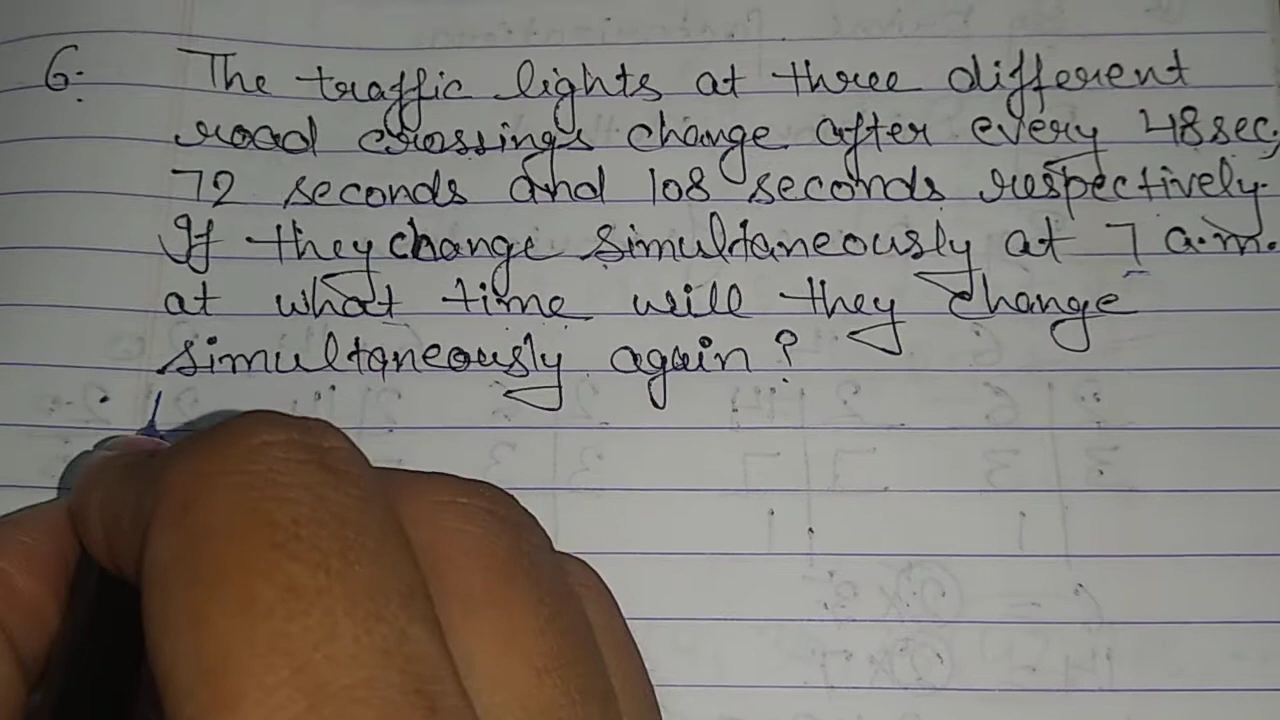 6. The traffic lights at three different
road crossings change after every 48 sec,
72 seconds and 108 seconds respectively.
If they change simultaneously at 7 a.m.
at what time will they change
simultaneously again?